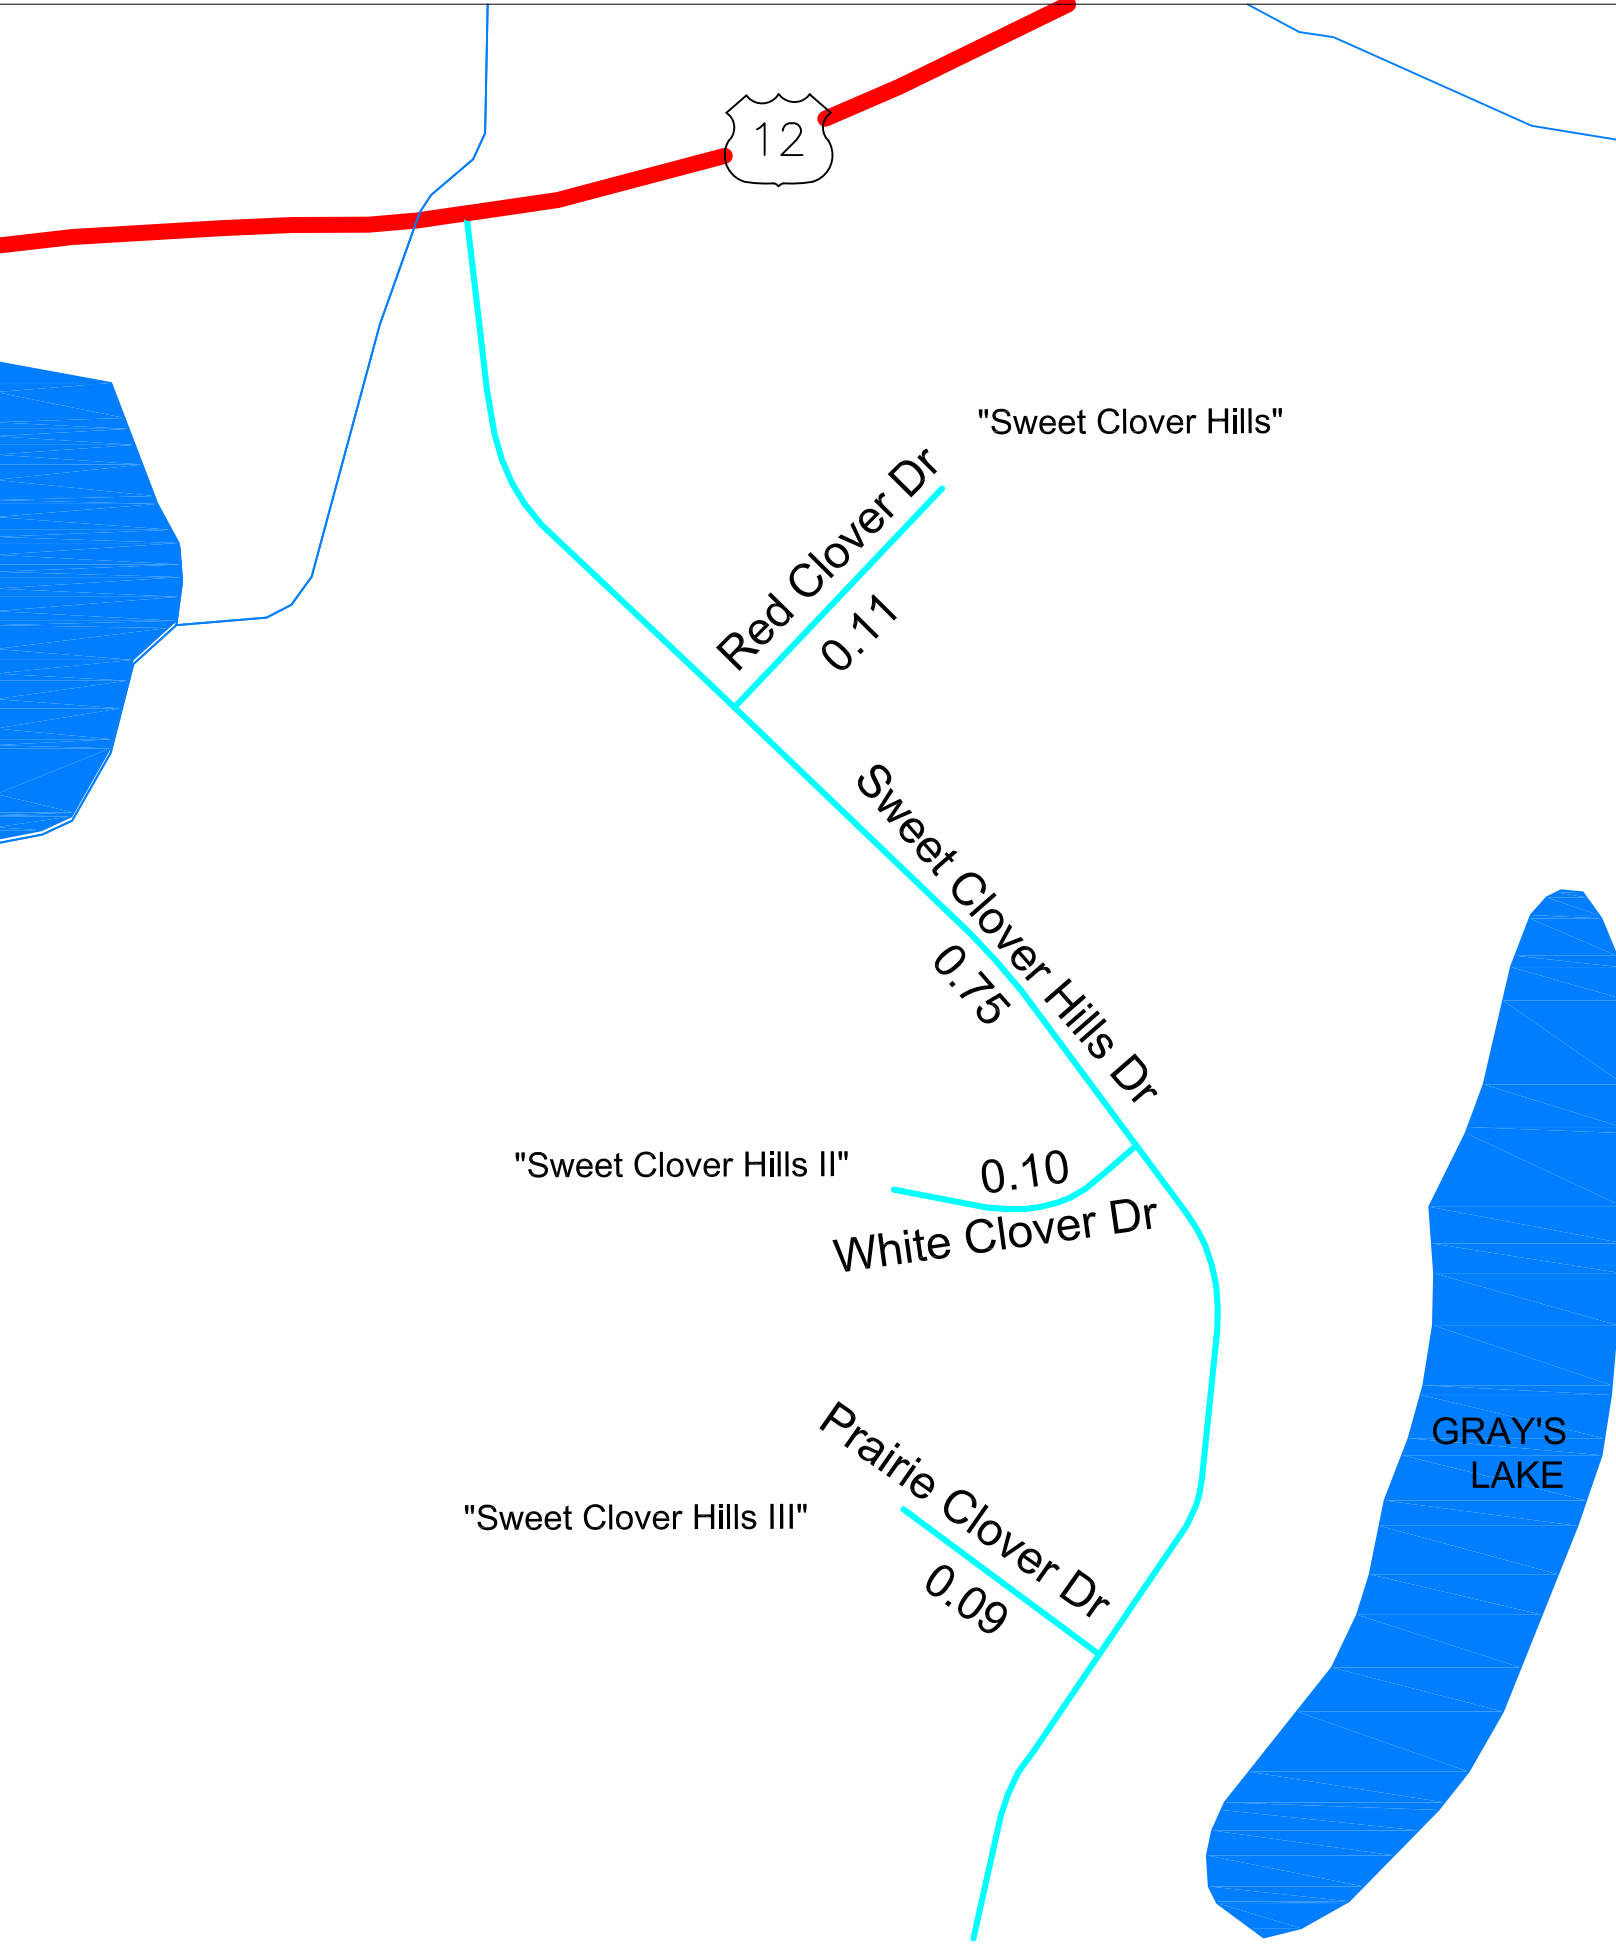 12
"Sweet Clover Hills"
Red Clover Dr
0.11
Sweet Clover Hills Dr
0.75
"Sweet Clover Hills II"
0.10
White Clover Dr
Prairie Clover Dr
GRAY'S
LAKE
"Sweet Clover Hills III"
0.09